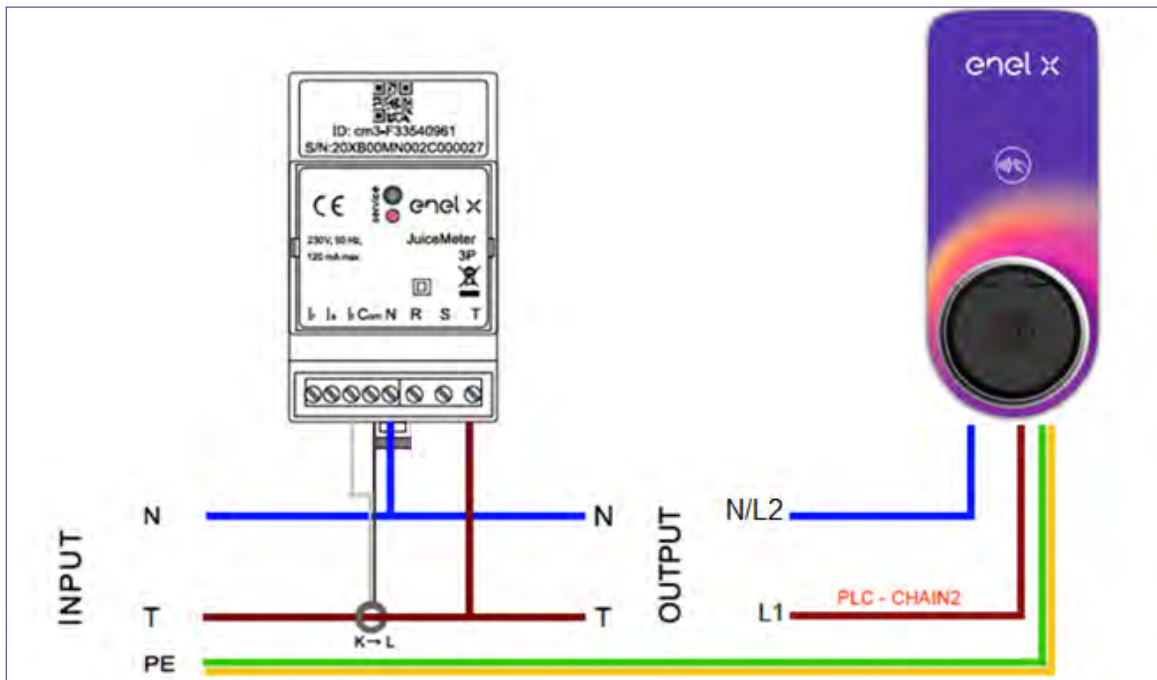 ID: cm3-F33540961
S/N:20XB00MN002C000027
CE
service
enel x
230V, 50 Hz,
120 mA max.
JuiceMeter
3P
Com N R S T
enel x
INPUT
N
N
T
T
K→ L
PE
OUTPUT
N/L2
L1
PLC - CHAIN2